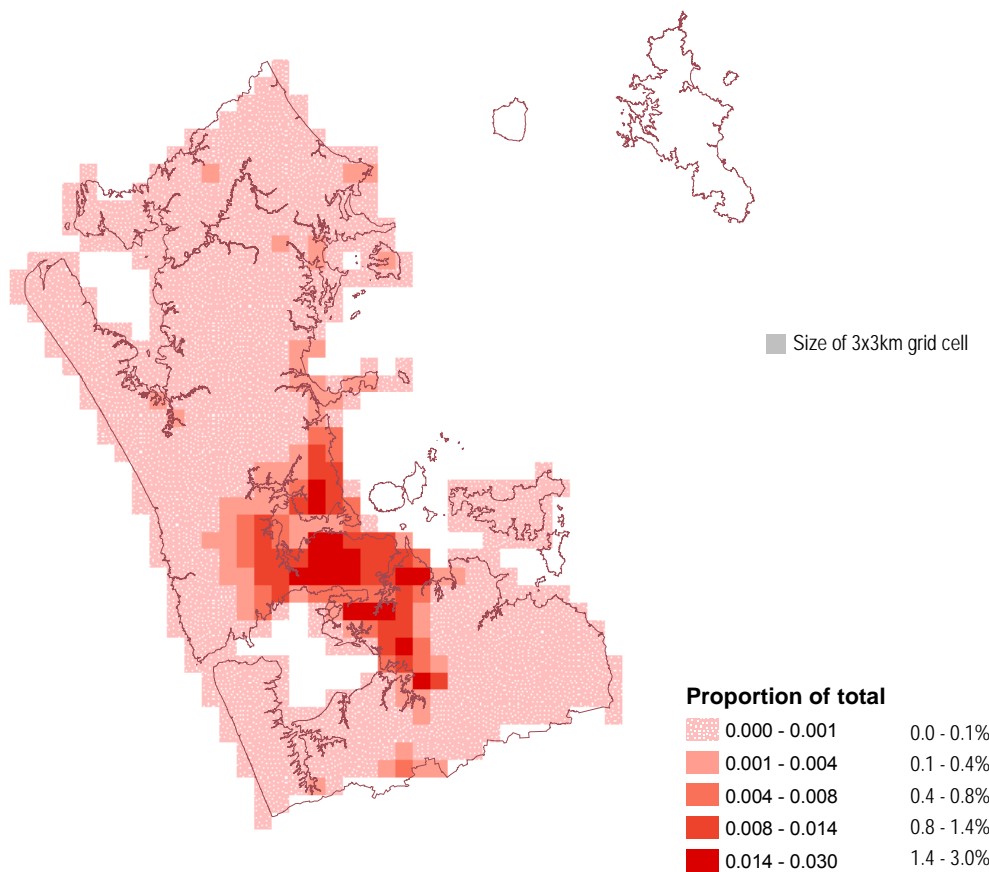 Size of 3x3km grid cell
Proportion of total
0.000 - 0.001 0.0 - 0.1%
0.001 - 0.004 0.1 - 0.4%
0.004 - 0.008 0.4 - 0.8%
0.008 - 0.014 0.8 - 1.4%
0.014 - 0.030 1.4 - 3.0%